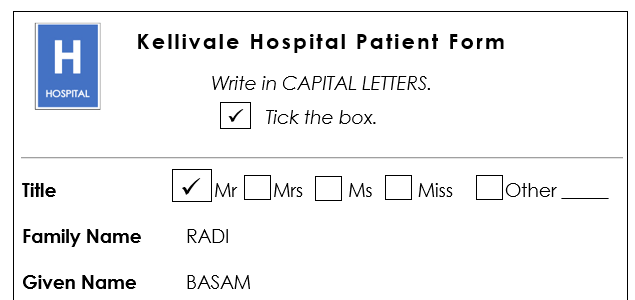 H
HOSPITAL
Kellivale Hospital Patient Form
Write in CAPITAL LETTERS.
✓ Tick the box.
Title ✓ Mr Mrs Ms Miss Other _____
Family Name RADI
Given Name BASAM